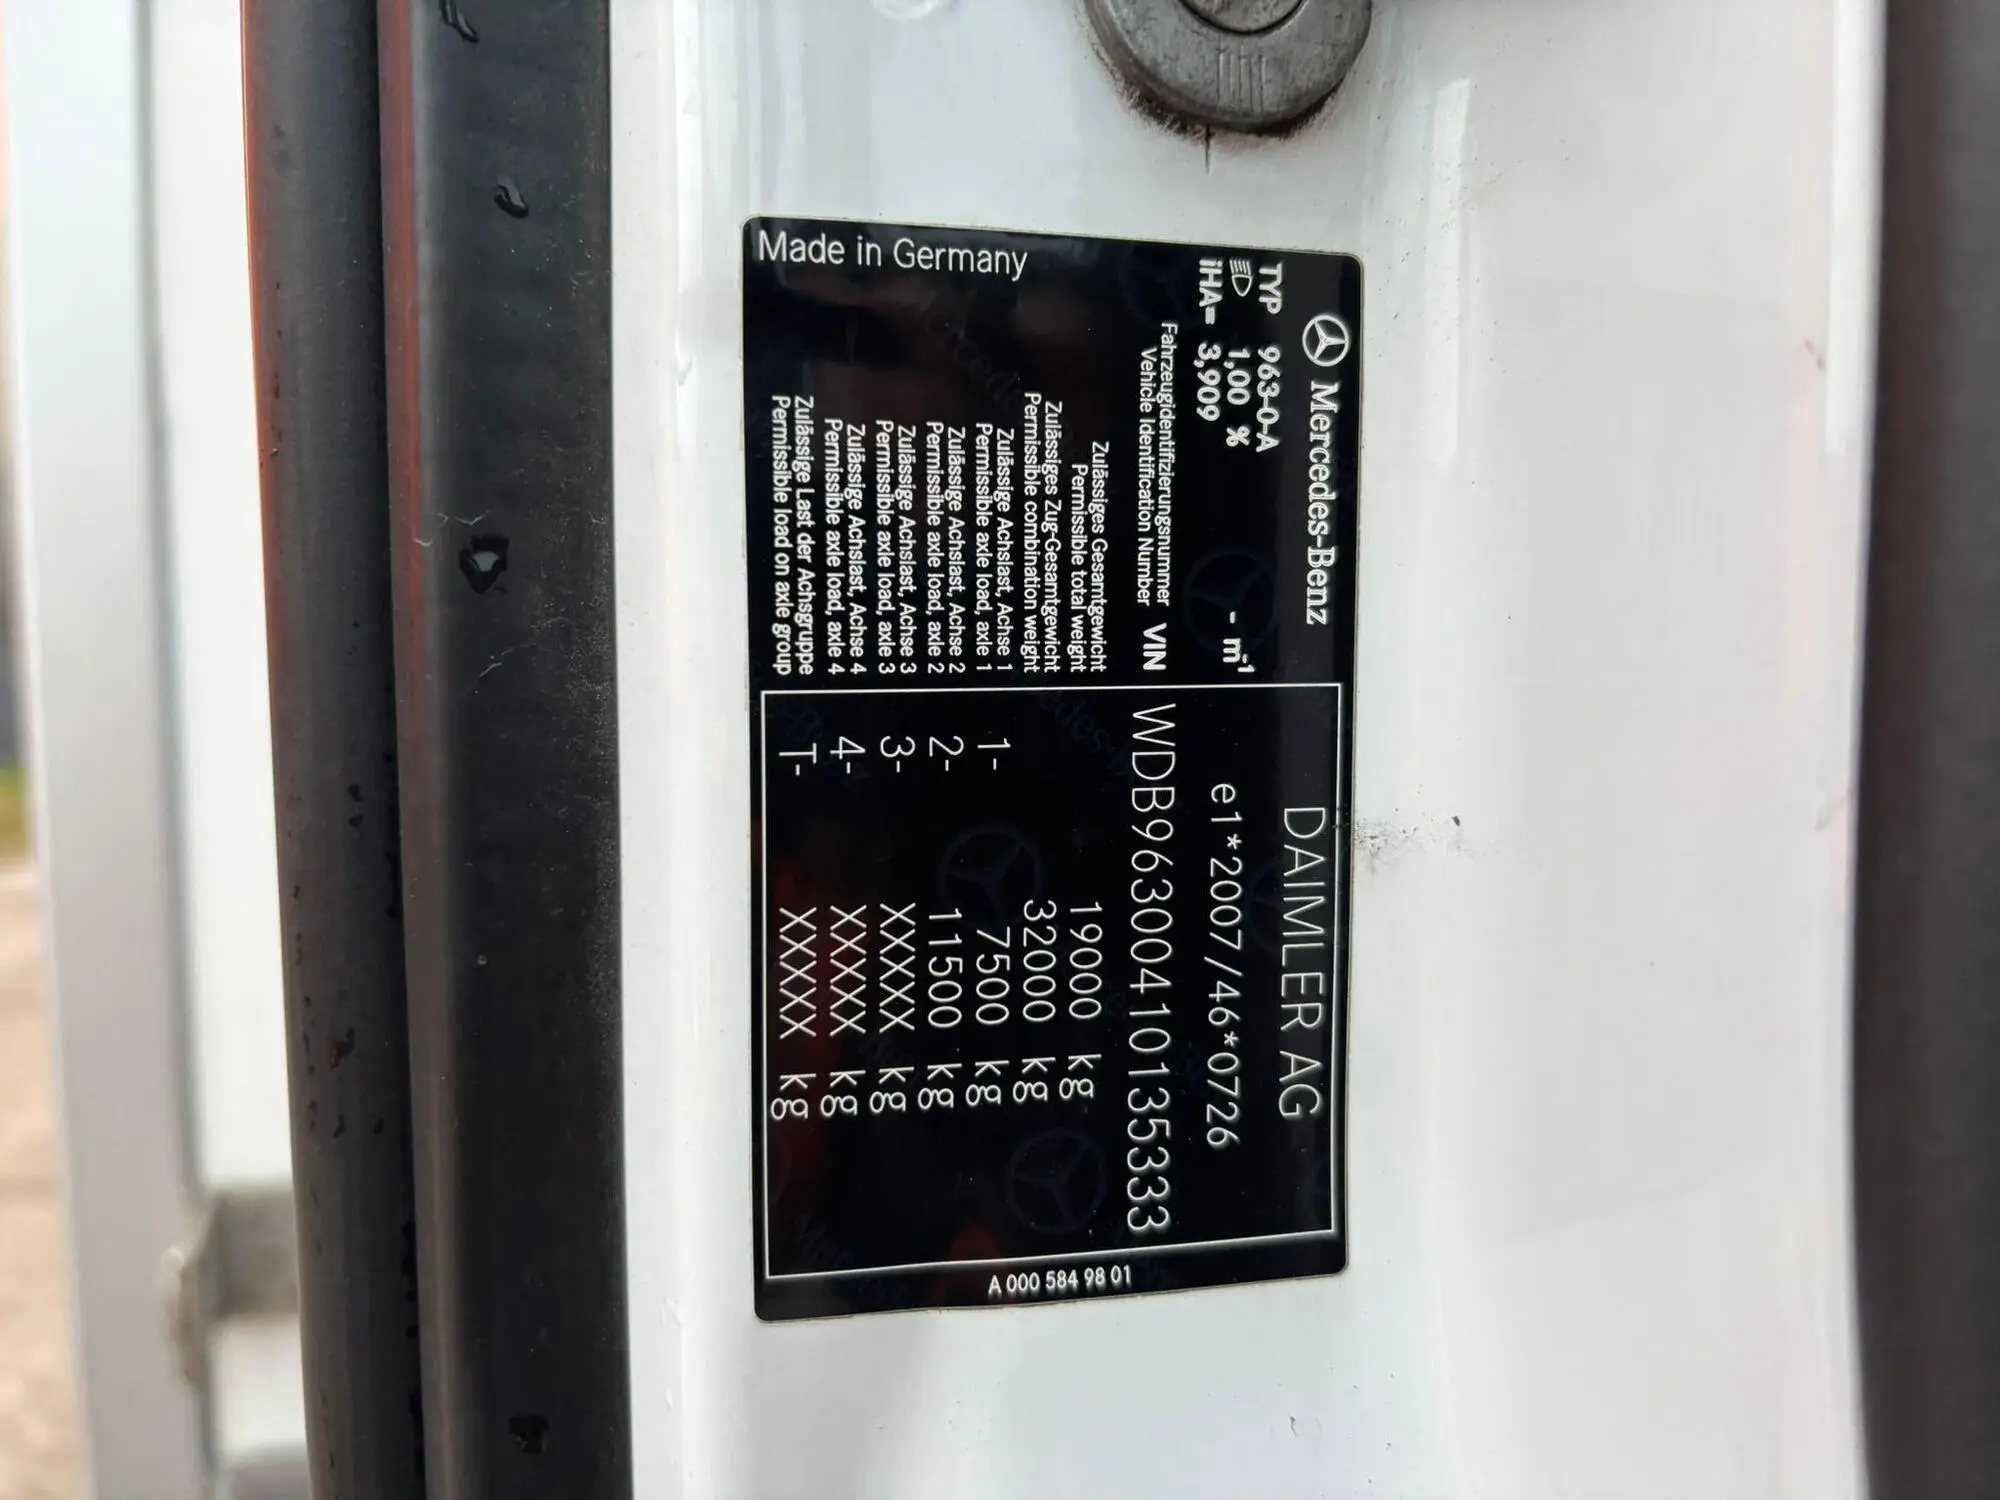 Mercedes-Benz
TYP 963-0-A
1,00 % - m⁻¹
iHA= 3,909
DAIMLER AG
e1*2007/46*0726
Fahrzeugidentifizierungsnummer
Vehicle Identification Number VIN WDB963004101353333
Zulässiges Gesamtgewicht
Permissible total weight 19000 kg
Zulässiges Zug-Gesamtgewicht
Permissible combination weight 32000 kg
Zulässige Achslast, Achse 1
Permissible axle load, axle 1 1- 7500 kg
Zulässige Achslast, Achse 2
Permissible axle load, axle 2 2- 11500 kg
Zulässige Achslast, Achse 3
Permissible axle load, axle 3 3- XXXXX kg
Zulässige Achslast, Achse 4
Permissible axle load, axle 4 4- XXXXX kg
Zulässige Last der Achsgruppe
Permissible load on axle group T- XXXXX kg
Made in Germany
A 000 584 98 01